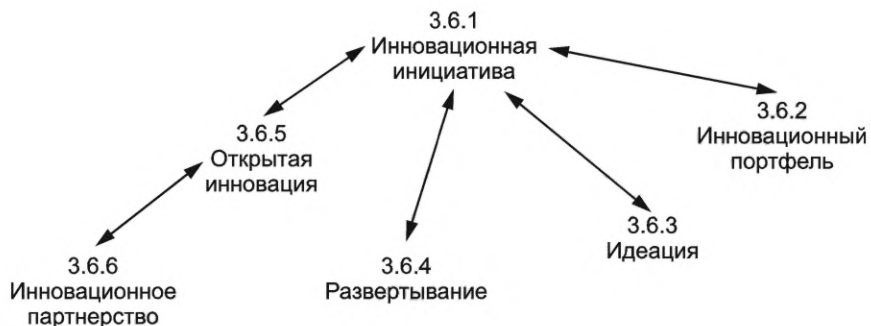 3.6.1
Инновационная
инициатива
3.6.5
Открытая
инновация
3.6.2
Инновационный
портфель
3.6.3
Идеация
3.6.6
Инновационное
партнерство
3.6.4
Развертывание